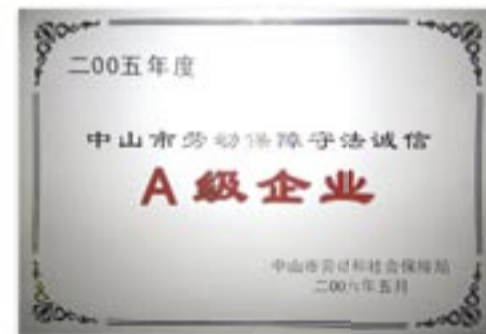 二00五年度
中山市劳动保障守法诚信
A级企业
中山市劳动和社会保障局
二00六年五月